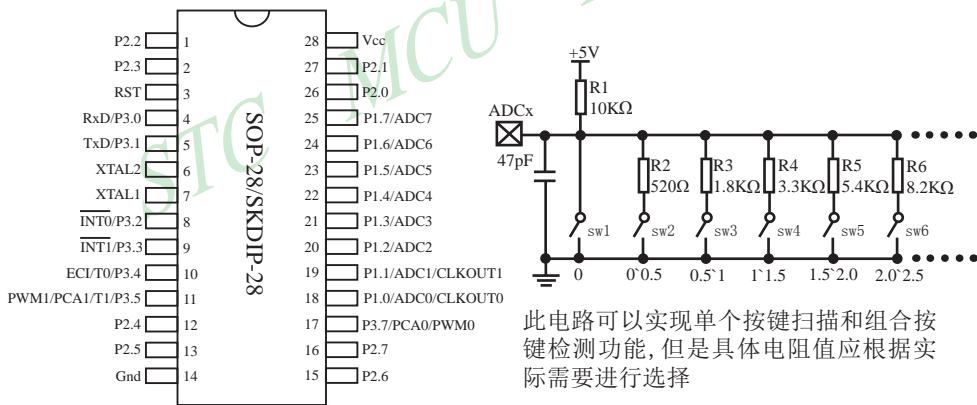 STC MCU
P2.2 1 28 Vcc
P2.3 2 27 P2.1
RST 3 26 P2.0
RxD/P3.0 4 25 P1.7/ADC7
TxD/P3.1 5 24 P1.6/ADC6
XTAL2 6 23 P1.5/ADC5
XTAL1 7 22 P1.4/ADC4
INT0/P3.2 8 21 P1.3/ADC3
INT1/P3.3 9 20 P1.2/ADC2
ECI/T0/P3.4 10 19 P1.1/ADC1/CLKOUT1
PWM1/PCA1/T1/P3.5 11 18 P1.0/ADC0/CLKOUT0
P2.4 12 17 P3.7/PCA0/PWM0
P2.5 13 16 P2.7
Gnd 14 15 P2.6
SOP-28/SKDIP-28
+5V
R1
10KΩ
ADCx
47pF
R2 R3 R4 R5 R6
520Ω 1.8KΩ 3.3KΩ 5.4KΩ 8.2KΩ
sw1 sw2 sw3 sw4 sw5 sw6
0 0`0.5 0.5`1 1`1.5 1.5`2.0 2.0`2.5
此电路可以实现单个按键扫描和组合按
键检测功能,但是具体电阻值应根据实
际需要进行选择